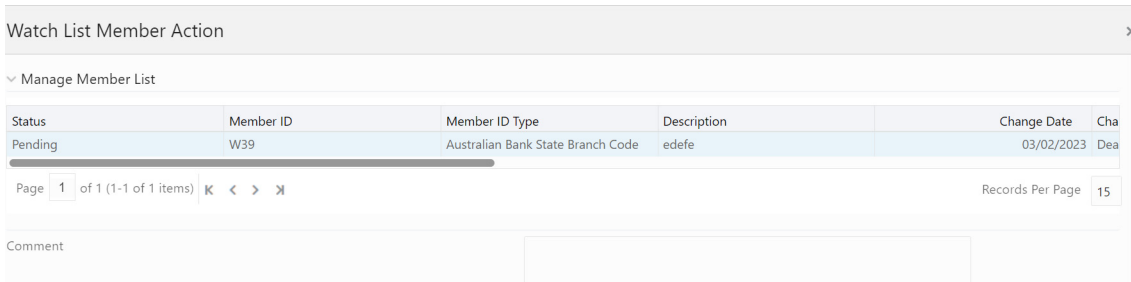 Watch List Member Action
Manage Member List
Status Member ID Member ID Type Description Change Date Cha
Pending W39 Australian Bank State Branch Code edefe 03/02/2023 Dea
Page 1 of 1 (1-1 of 1 items) Records Per Page 15
Comment